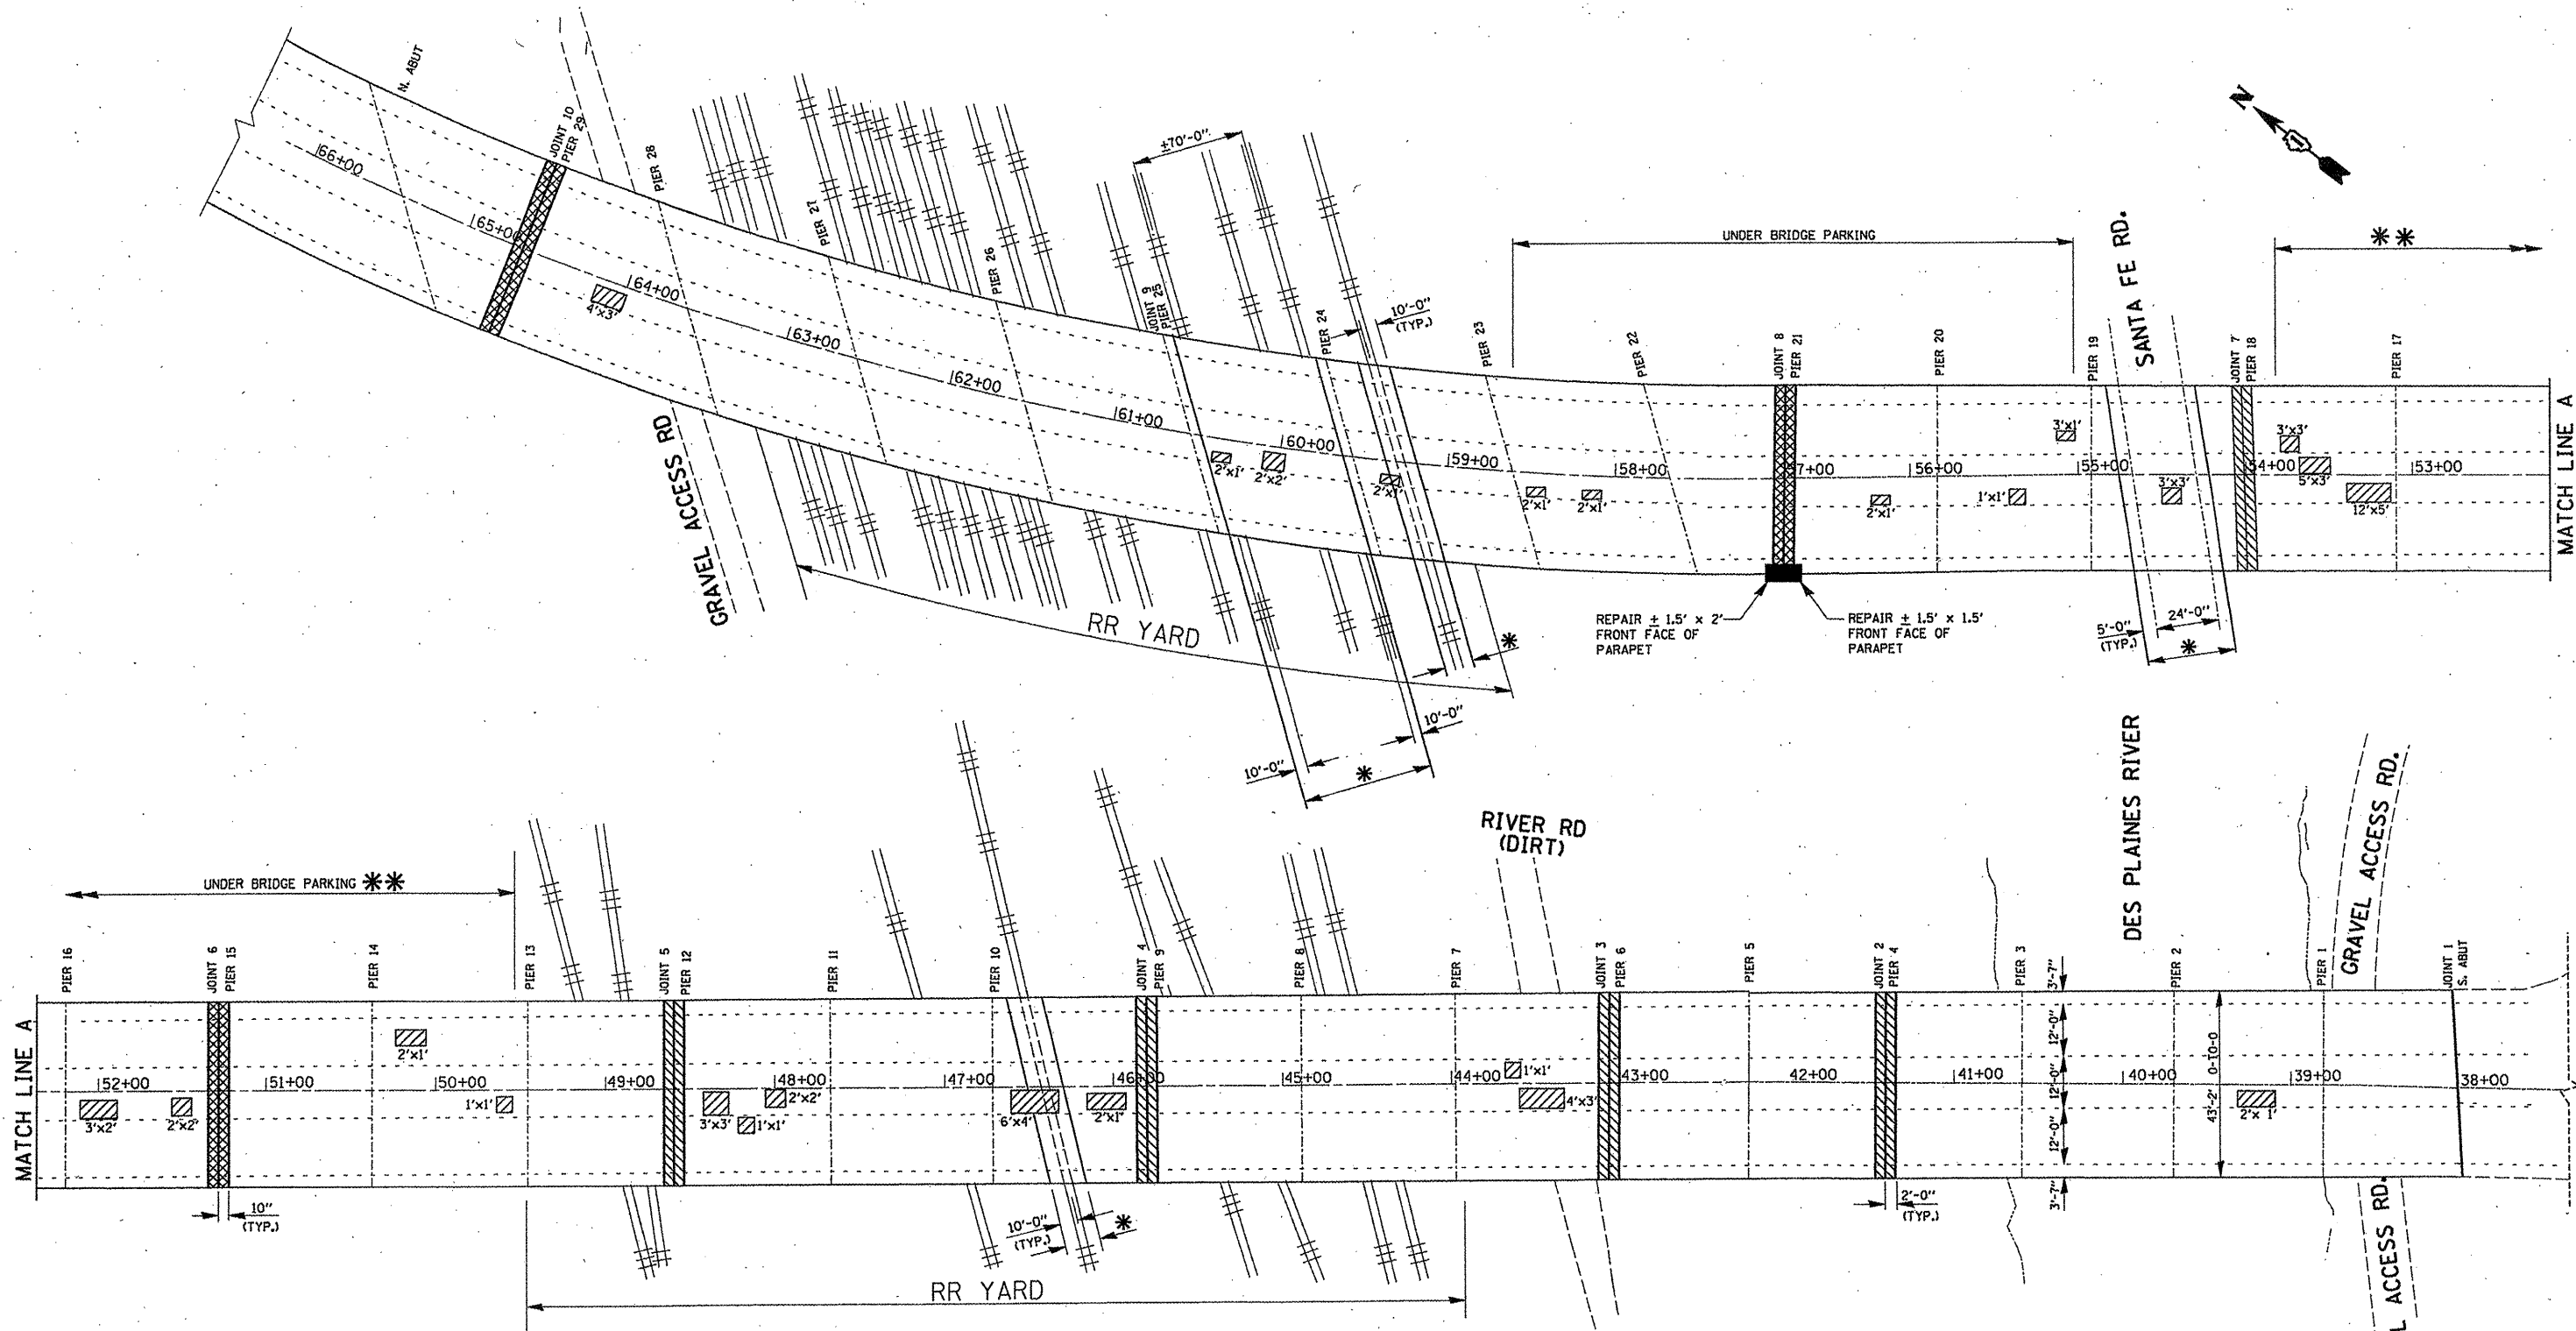 N. ABUT
JOINT 10
PIER 29
PIER 28
PIER 27
PIER 26
JOINT 9
PIER 25
PIER 24
PIER 23
PIER 22
JOINT 8
PIER 21
PIER 20
PIER 19
JOINT 7
PIER 18
PIER 17
N
±70'-0"
10'-0"
(TYP.)
UNDER BRIDGE PARKING
SANTA FE RD.
**
66+00
65+00
64+00
63+00
62+00
61+00
60+00
59+00
58+00
57+00
56+00
55+00
54+00
53+00
4'x3'
2'x1'
2'x2'
2'x1'
2'x1'
2'x1'
2'x1'
1'x1'
3'x1'
3'x3'
3'x3'
5'x3'
12'x5'
MATCH LINE A
GRAVEL ACCESS RD
RR YARD
*
10'-0"
10'-0"
*
REPAIR ± 1.5' x 2'
FRONT FACE OF
PARAPET
REPAIR ± 1.5' x 1.5'
FRONT FACE OF
PARAPET
5'-0"
(TYP.)
24'-0"
*
UNDER BRIDGE PARKING **
RIVER RD
(DIRT)
DES PLAINES RIVER
GRAVEL ACCESS RD.
PIER 16
JOINT 6
PIER 15
PIER 14
PIER 13
JOINT 5
PIER 12
PIER 11
PIER 10
JOINT 4
PIER 9
PIER 8
PIER 7
JOINT 3
PIER 6
PIER 5
JOINT 2
PIER 4
PIER 3
PIER 2
PIER 1
JOINT 1
S. ABUT
MATCH LINE A
52+00
51+00
50+00
49+00
48+00
47+00
46+00
45+00
44+00
43+00
42+00
41+00
40+00
39+00
38+00
3'x2'
2'x2'
2'x1'
1'x1'
3'x3'
1'x1'
2'x2'
6'x4'
2'x1'
1'x1'
4'x3'
2'x 1'
3'-7"
12'-0"
12'-0"
12'-0"
3'-7"
43'-2" O-TO-O
10"
(TYP.)
10'-0"
(TYP.)
*
2'-0"
(TYP.)
RR YARD
L ACCESS RD.